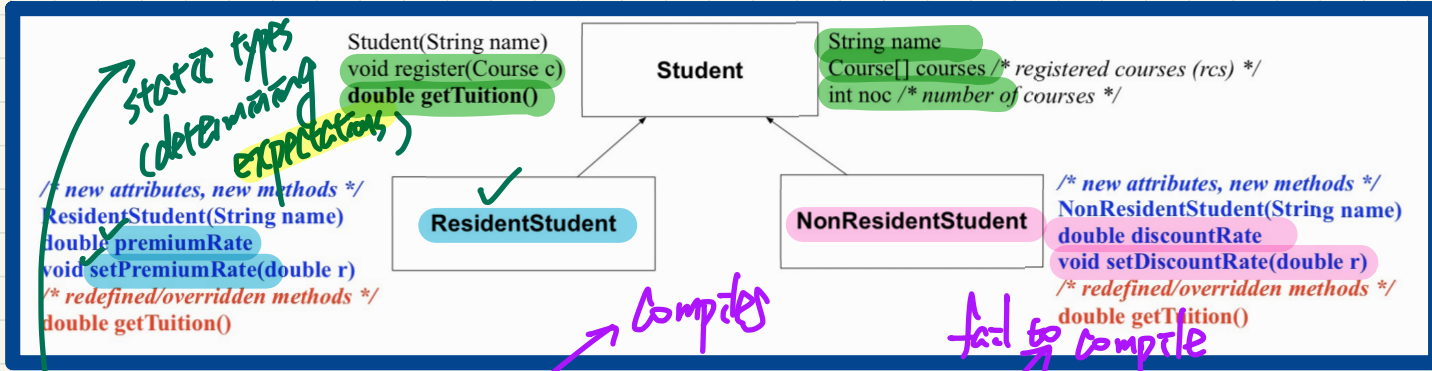 static types
(determining
expectations)
Student(String name)
void register(Course c)
double getTuition()
Student
String name
Course[] courses /* registered courses (rcs) */
int noc /* number of courses */
/* new attributes, new methods */
ResidentStudent(String name)
double premiumRate
void setPremiumRate(double r)
/* redefined/overridden methods */
double getTuition()
ResidentStudent
NonResidentStudent
/* new attributes, new methods */
NonResidentStudent(String name)
double discountRate
void setDiscountRate(double r)
/* redefined/overridden methods */
double getTuition()
compiles
fail to compile